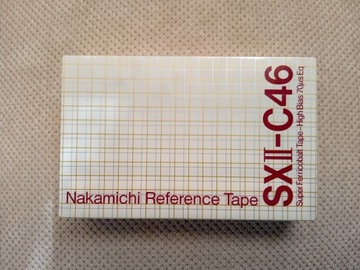 SXII-C46
Super Ferricobalt Tape-High Bias 70µs Eq
Nakamichi Reference Tape